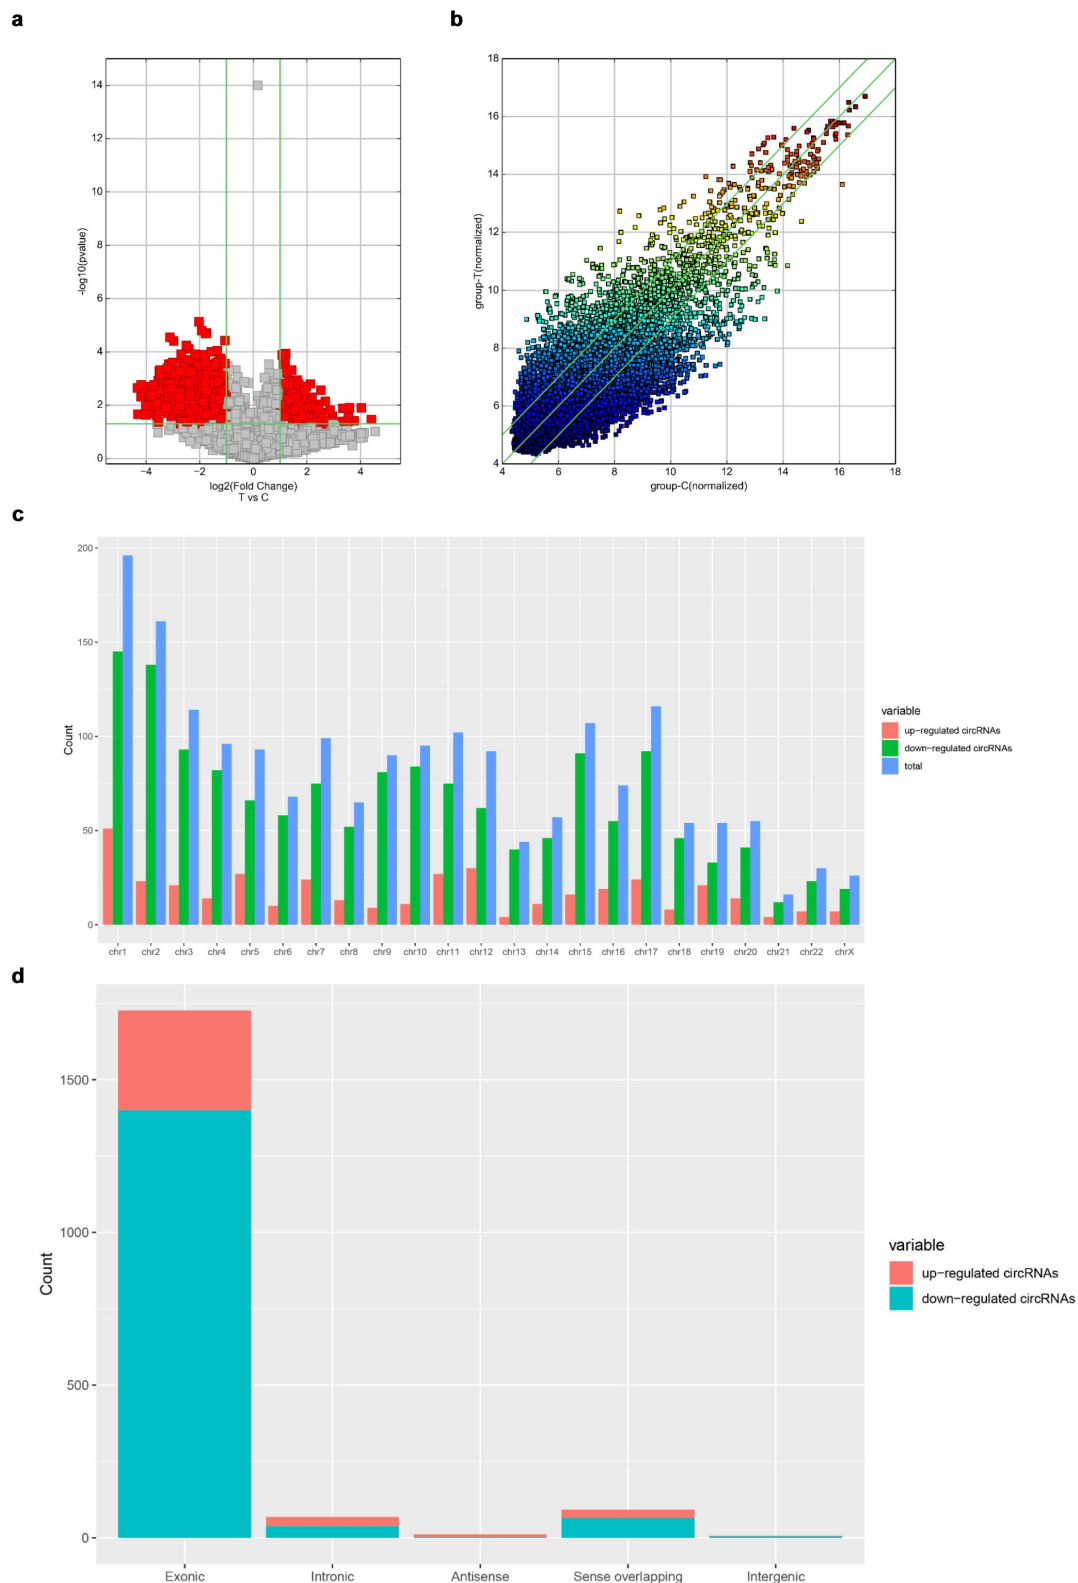 a
b
14
12
10
8
6
4
2
0
-log10(pvalue)
−4
−2
0
2
4
log2(Fold Change)
T vs C
18
16
14
12
10
8
6
4
group-T(normalized)
4
6
8
10
12
14
16
18
group-C(normalized)
c
200
150
100
50
0
Count
chr1
chr2
chr3
chr4
chr5
chr6
chr7
chr8
chr9
chr10
chr11
chr12
chr13
chr14
chr15
chr16
chr17
chr18
chr19
chr20
chr21
chr22
chrX
variable
up−regulated circRNAs
down−regulated circRNAs
total
d
1500
1000
500
0
Count
Exonic
Intronic
Antisense
Sense overlapping
Intergenic
variable
up−regulated circRNAs
down−regulated circRNAs